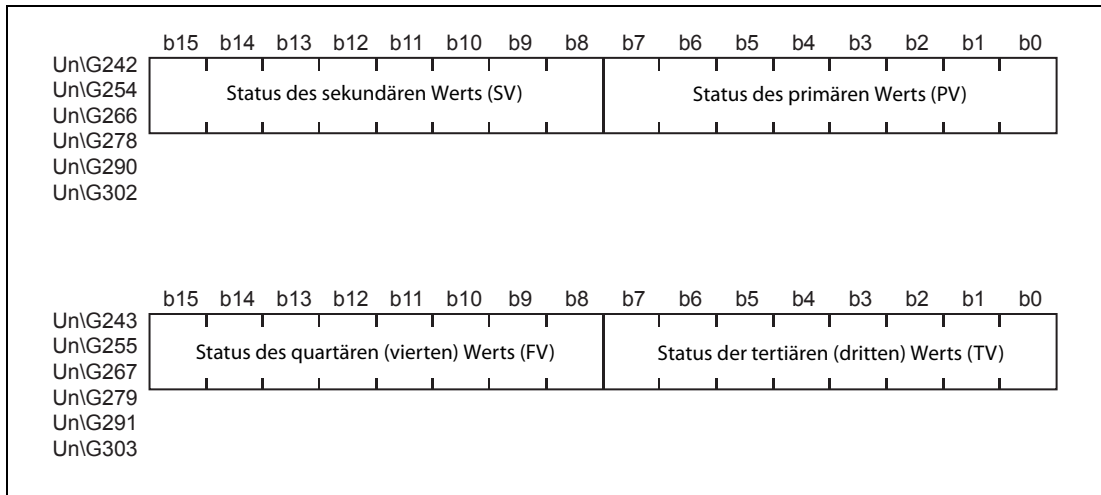 b15 b14 b13 b12 b11 b10 b9 b8 b7 b6 b5 b4 b3 b2 b1 b0
Un\G242
Un\G254
Status des sekundären Werts (SV) Status des primären Werts (PV)
Un\G266
Un\G278
Un\G290
Un\G302
b15 b14 b13 b12 b11 b10 b9 b8 b7 b6 b5 b4 b3 b2 b1 b0
Un\G243
Un\G255
Status des quartären (vierten) Werts (FV) Status der tertiären (dritten) Werts (TV)
Un\G267
Un\G279
Un\G291
Un\G303